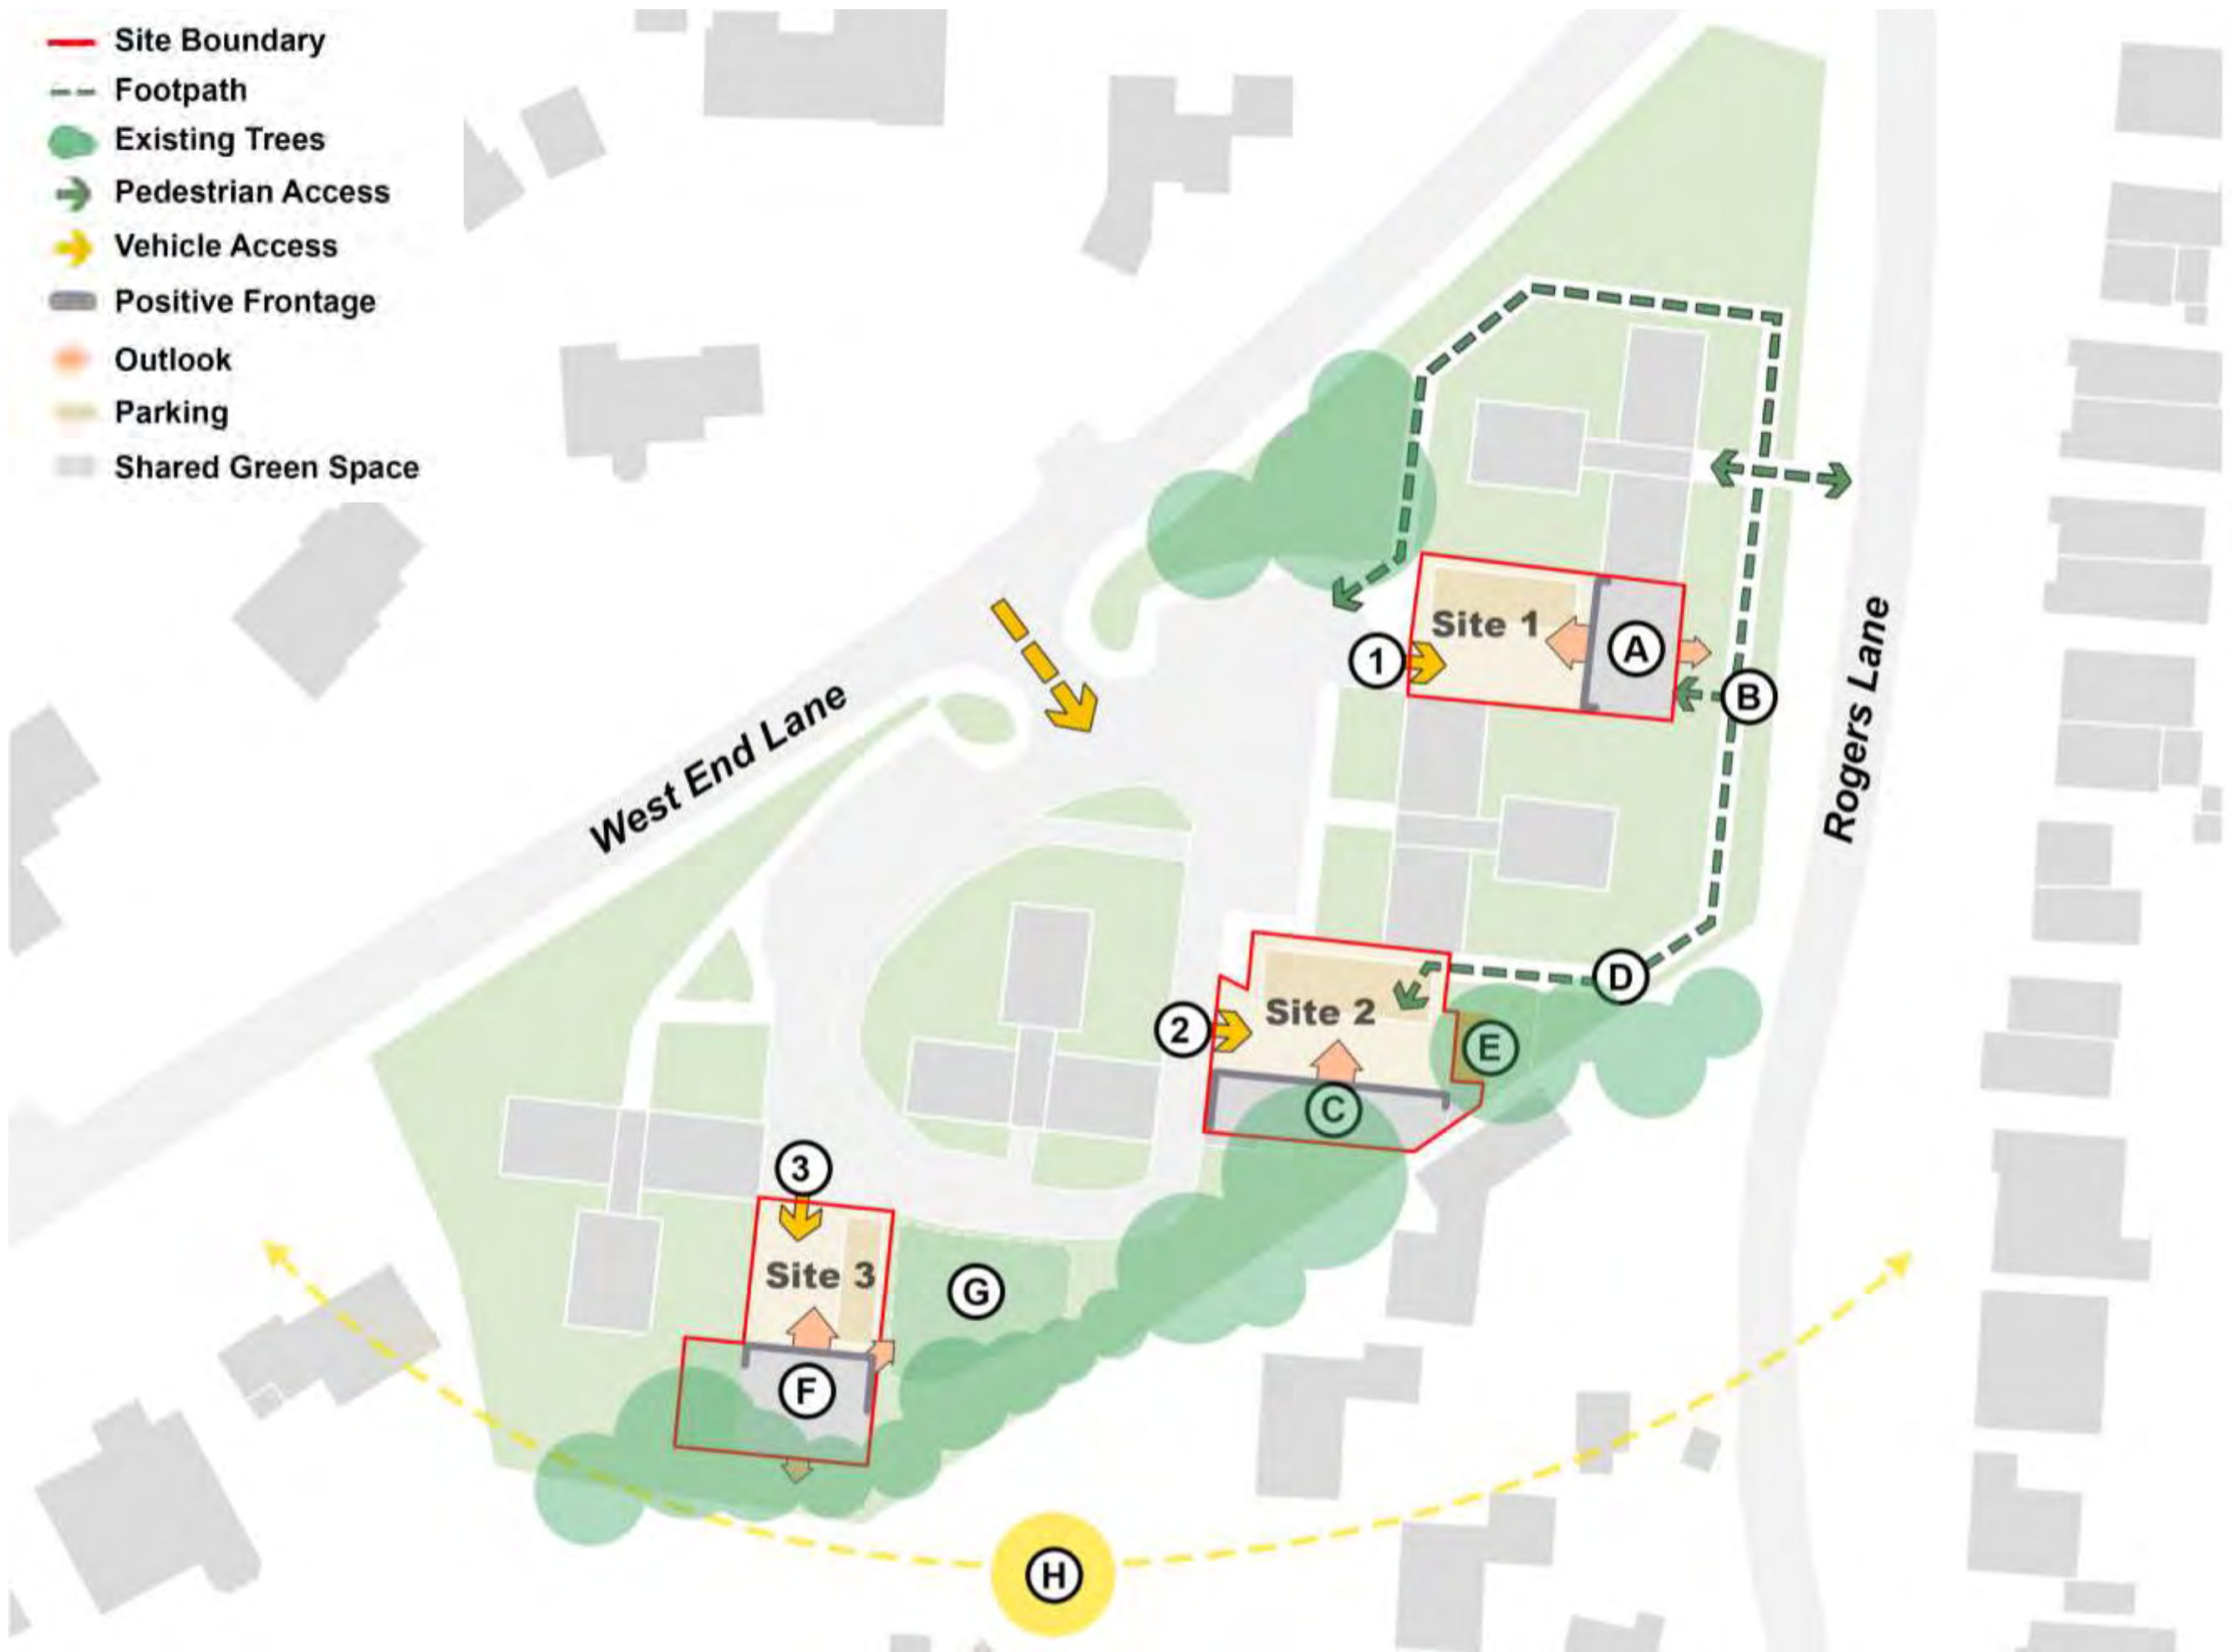 Site Boundary
Footpath
Existing Trees
Pedestrian Access
Vehicle Access
Positive Frontage
Outlook
Parking
Shared Green Space
Site 1
A
1
B
Rogers Lane
West End Lane
D
Site 2
2
E
C
3
Site 3
G
F
H